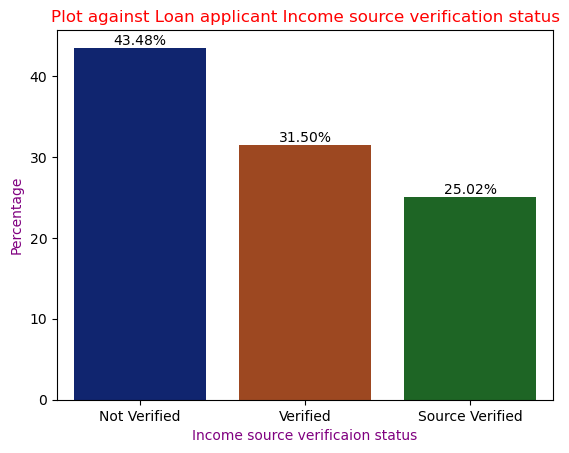 Plot against Loan applicant Income source verification status
43.48%
31.50%
25.02%
40
30
20
10
0
Percentage
Not Verified
Verified
Source Verified
Income source verificaion status